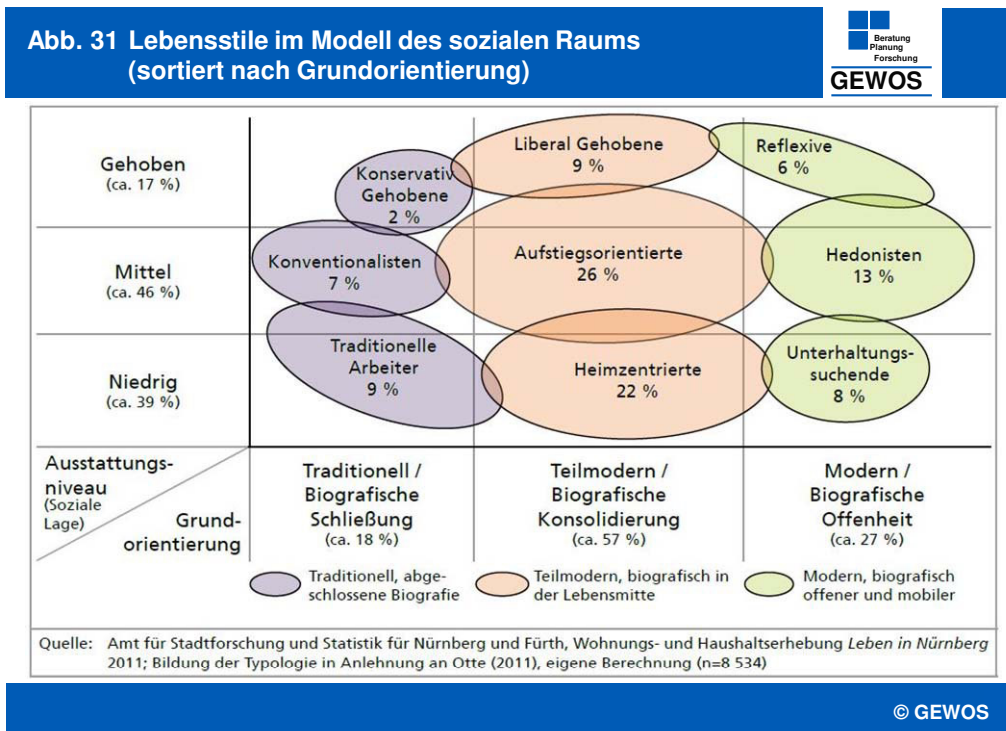 Abb. 31 Lebensstile im Modell des sozialen Raums
(sortiert nach Grundorientierung)
Beratung
Planung
Forschung
GEWOS
Gehoben
(ca. 17 %)
Konservativ
Gehobene
2 %
Liberal Gehobene
9 %
Reflexive
6 %
Mittel
(ca. 46 %)
Konventionalisten
7 %
Aufstiegsorientierte
26 %
Hedonisten
13 %
Niedrig
(ca. 39 %)
Traditionelle
Arbeiter
9 %
Heimzentrierte
22 %
Unterhaltungs-
suchende
8 %
Ausstattungs-
niveau
(Soziale
Lage)
Grund-
orientierung
Traditionell /
Biografische
Schließung
(ca. 18 %)
Teilmodern /
Biografische
Konsolidierung
(ca. 57 %)
Modern /
Biografische
Offenheit
(ca. 27 %)
Traditionell, abge-
schlossene Biografie
Teilmodern, biografisch in
der Lebensmitte
Modern, biografisch
offener und mobiler
Quelle: Amt für Stadtforschung und Statistik für Nürnberg und Fürth, Wohnungs- und Haushaltserhebung Leben in Nürnberg
2011; Bildung der Typologie in Anlehnung an Otte (2011), eigene Berechnung (n=8 534)
© GEWOS